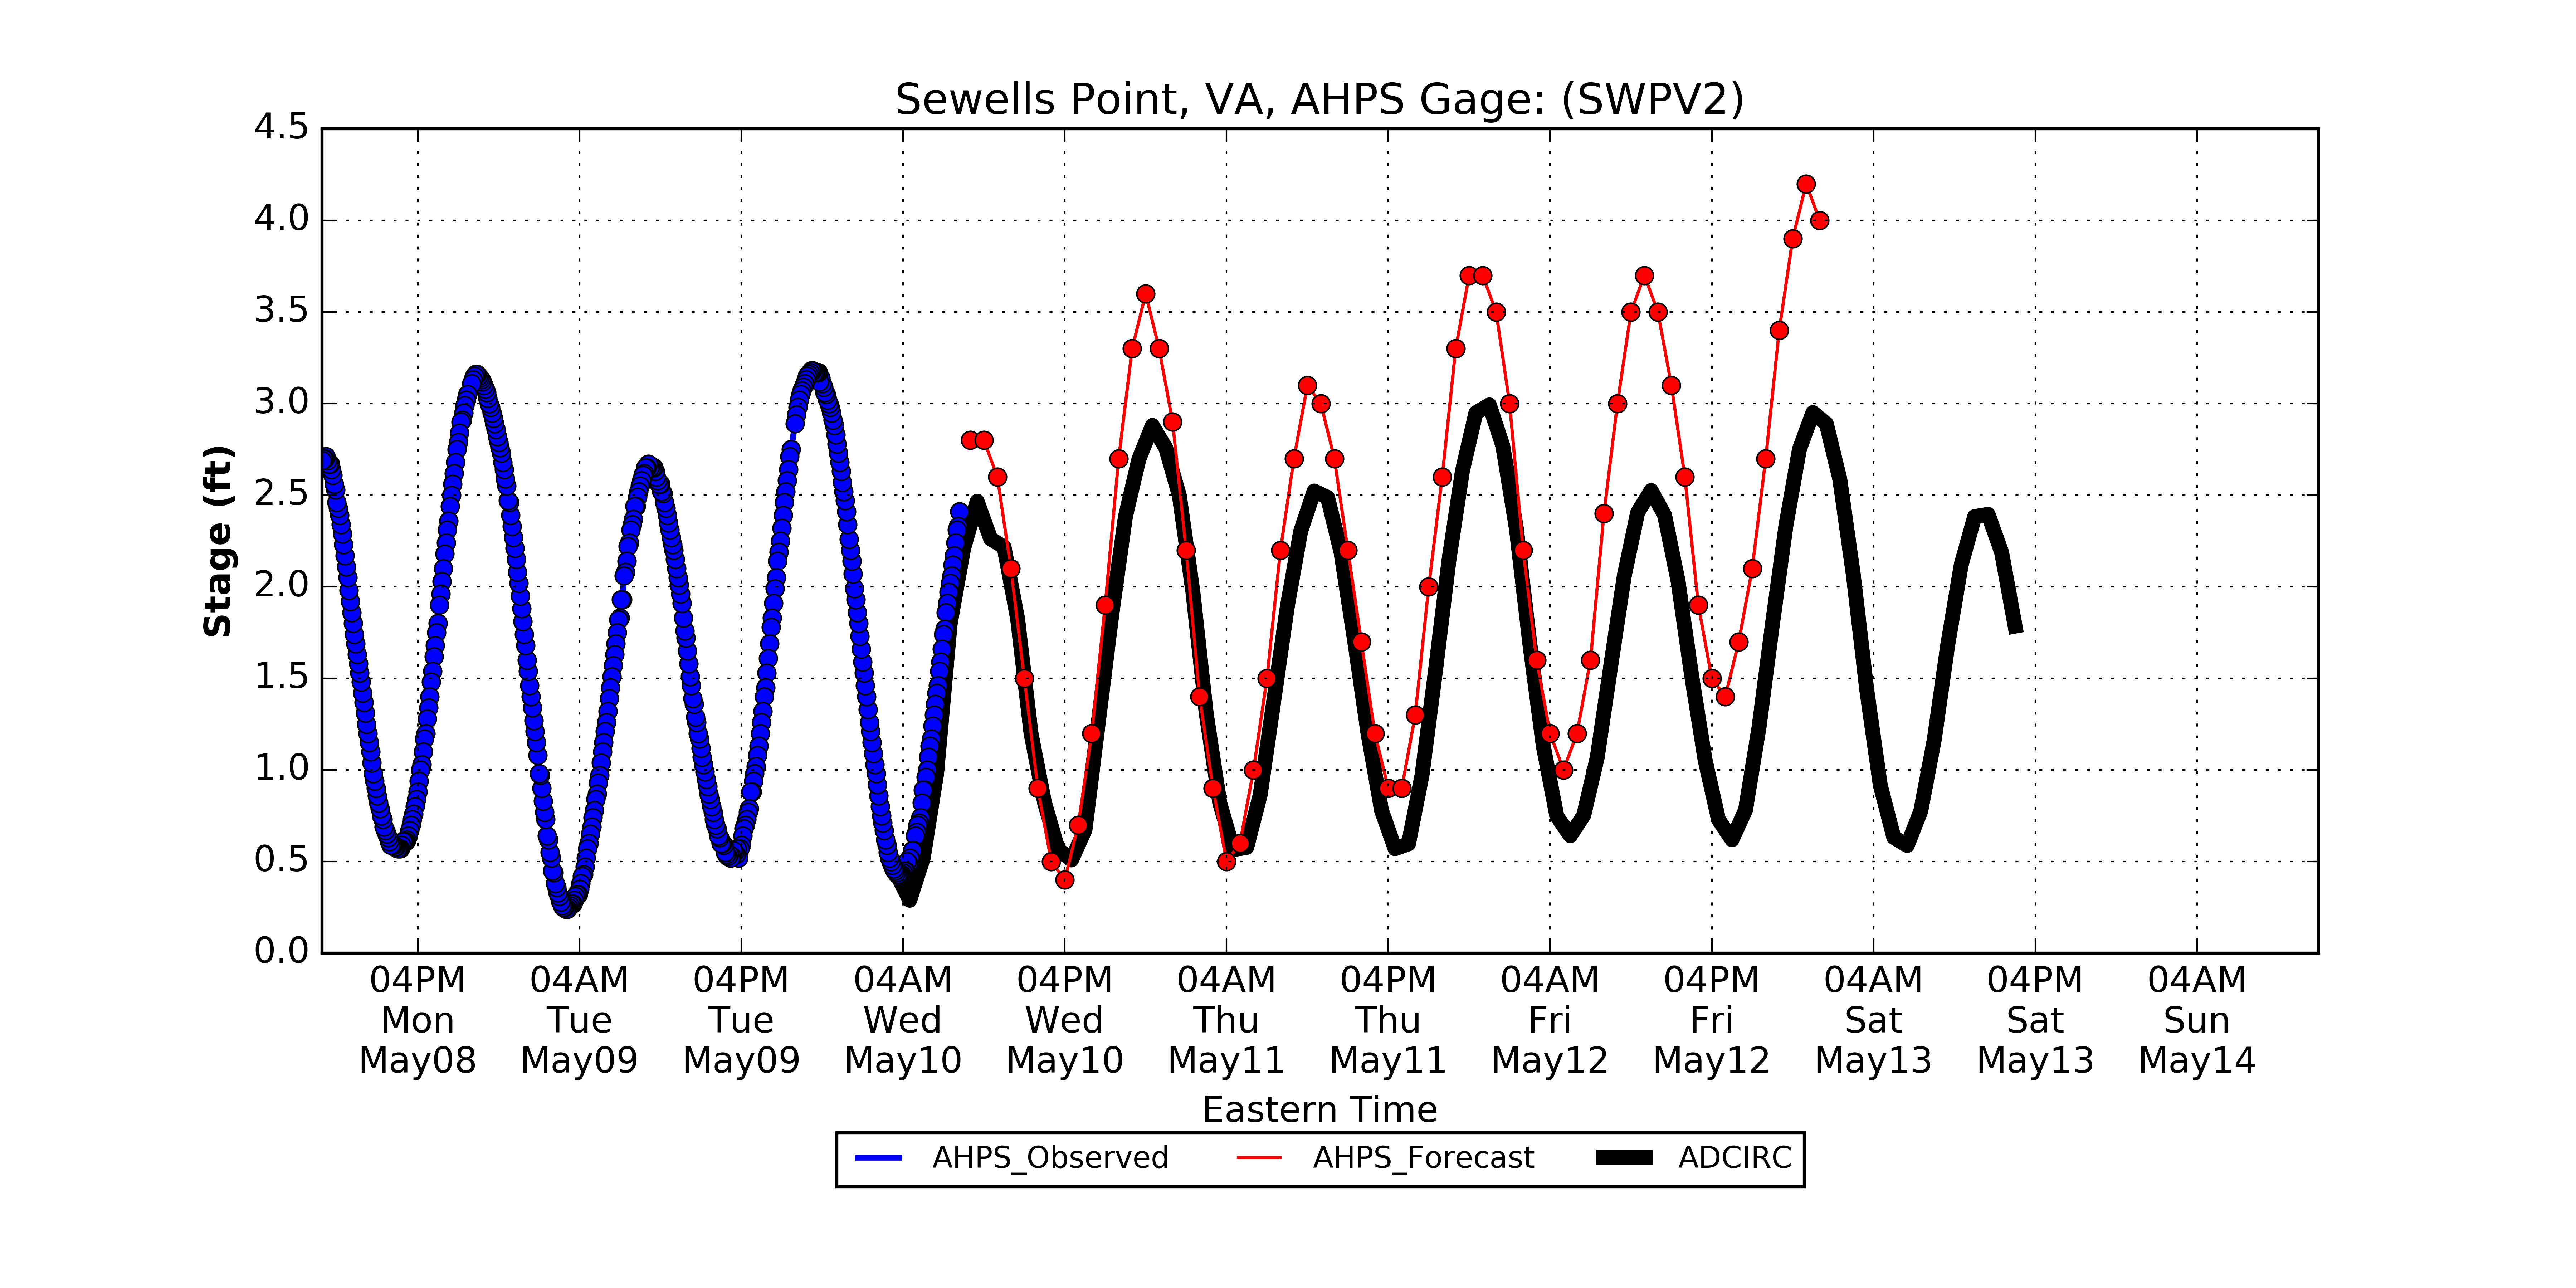 Sewells Point, VA, AHPS Gage: (SWPV2)
4.5
4.0
3.5
3.0
2.5
2.0
1.5
1.0
0.5
0.0
Stage (ft)
04PM 04AM 04PM 04AM 04PM 04AM 04PM 04AM 04PM 04AM 04PM 04AM
Mon Tue Tue Wed Wed Thu Thu Fri Fri Sat Sat Sun
May08 May09 May09 May10 May10 May11 May11 May12 May12 May13 May13 May14
Eastern Time
AHPS_Observed AHPS_Forecast ADCIRC